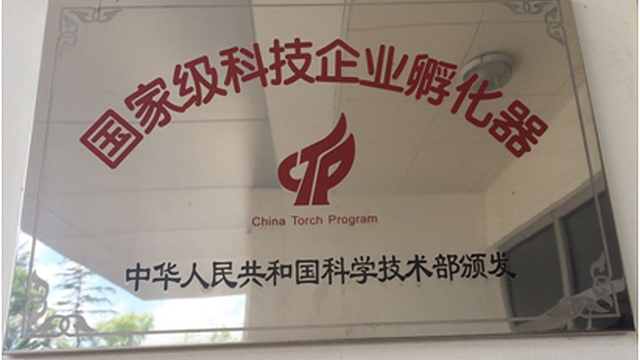 国家级科技企业孵化器
CTP
China Torch Program
中华人民共和国科学技术部颁发